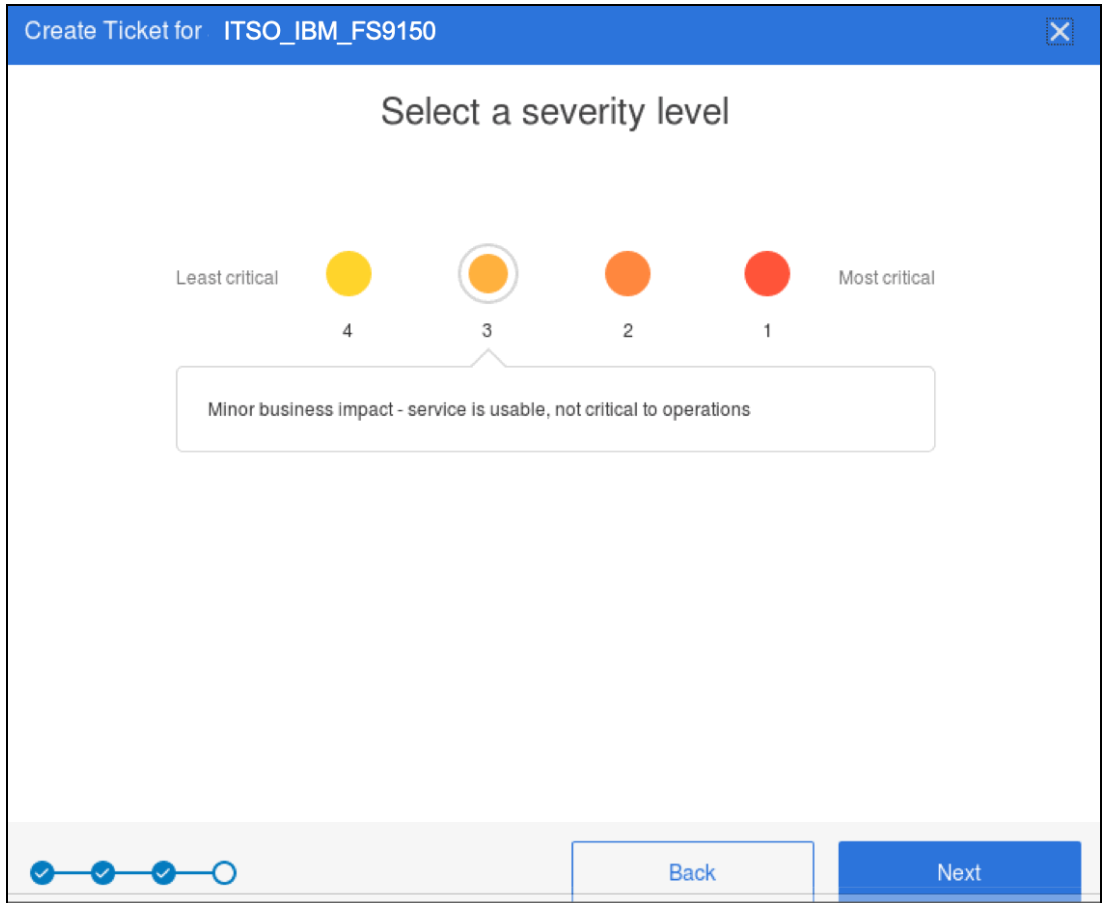 Create Ticket for ITSO_IBM_FS9150
Select a severity level
Least critical
Most critical
4 3 2 1
Minor business impact - service is usable, not critical to operations
Back Next